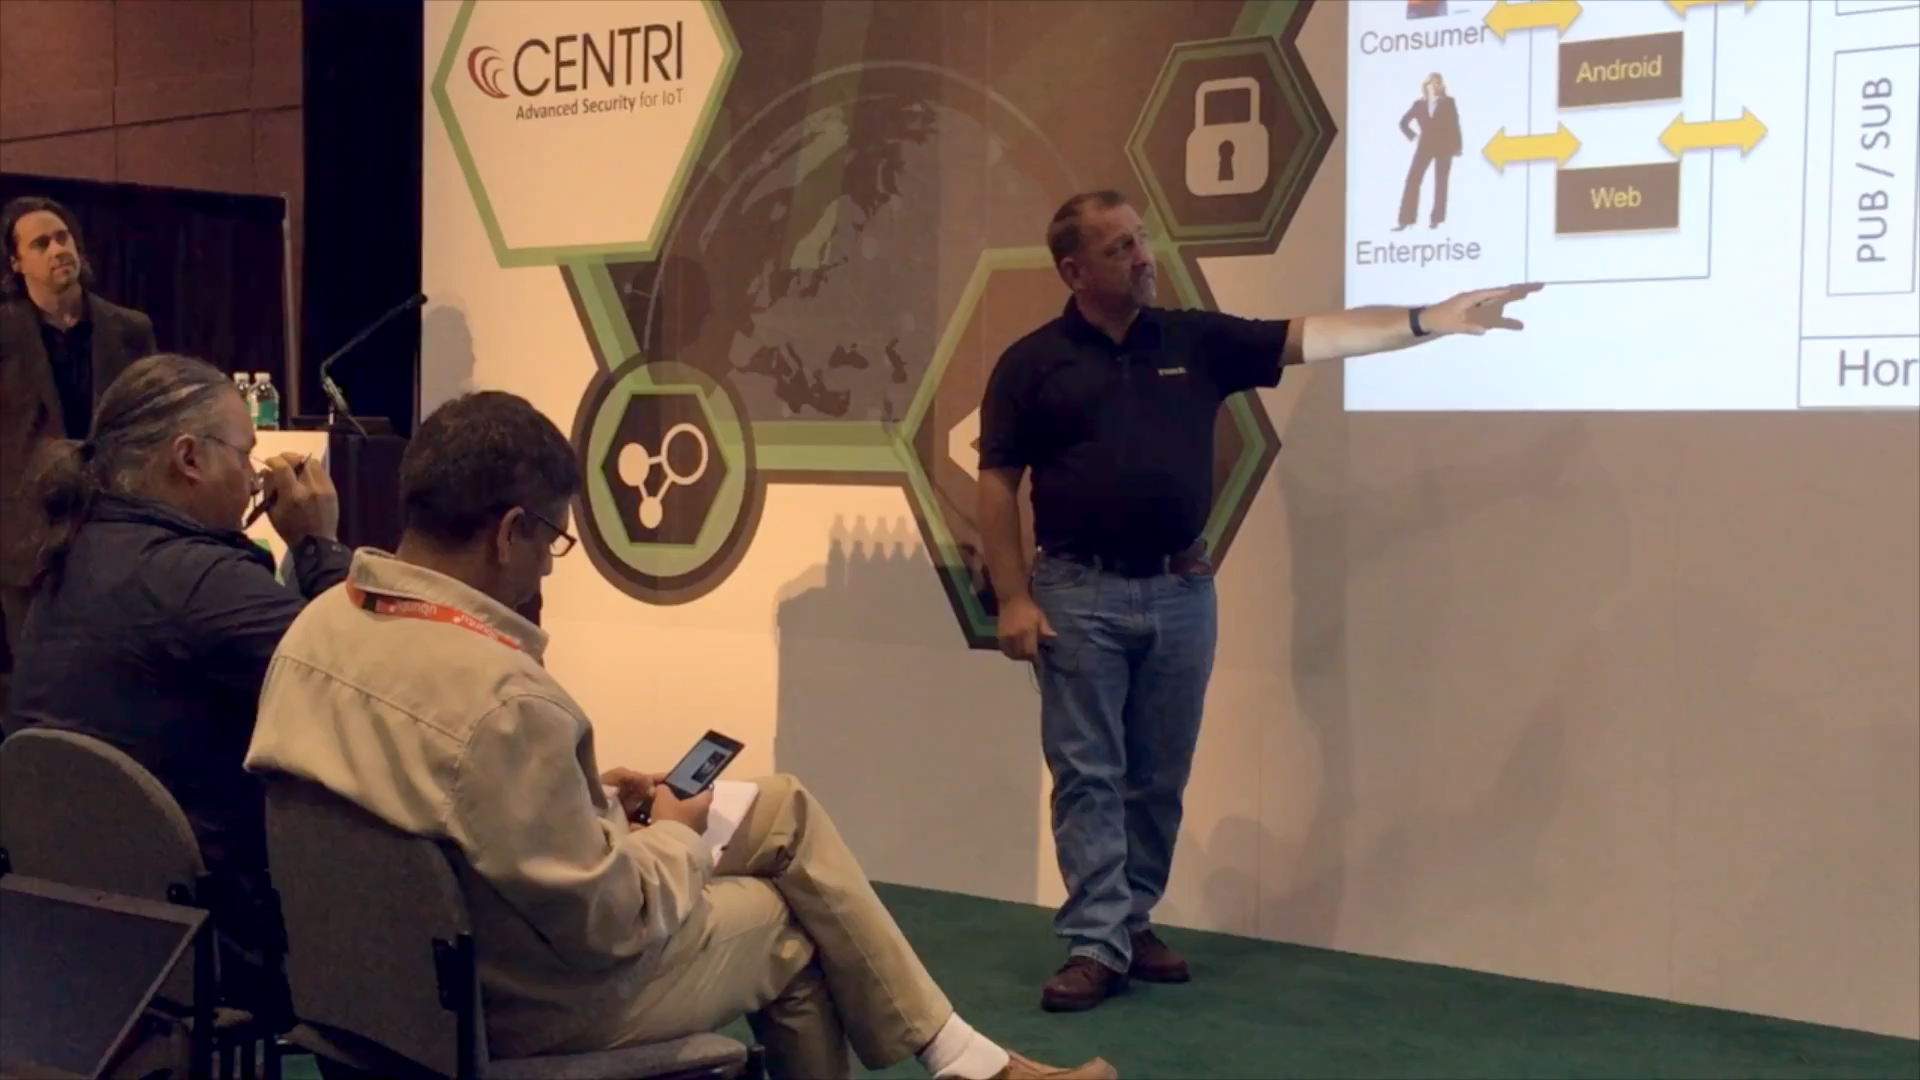 CENTRI
Advanced Security for IoT
Consumer
Android
Web
Enterprise
PUB / SUB
Hor